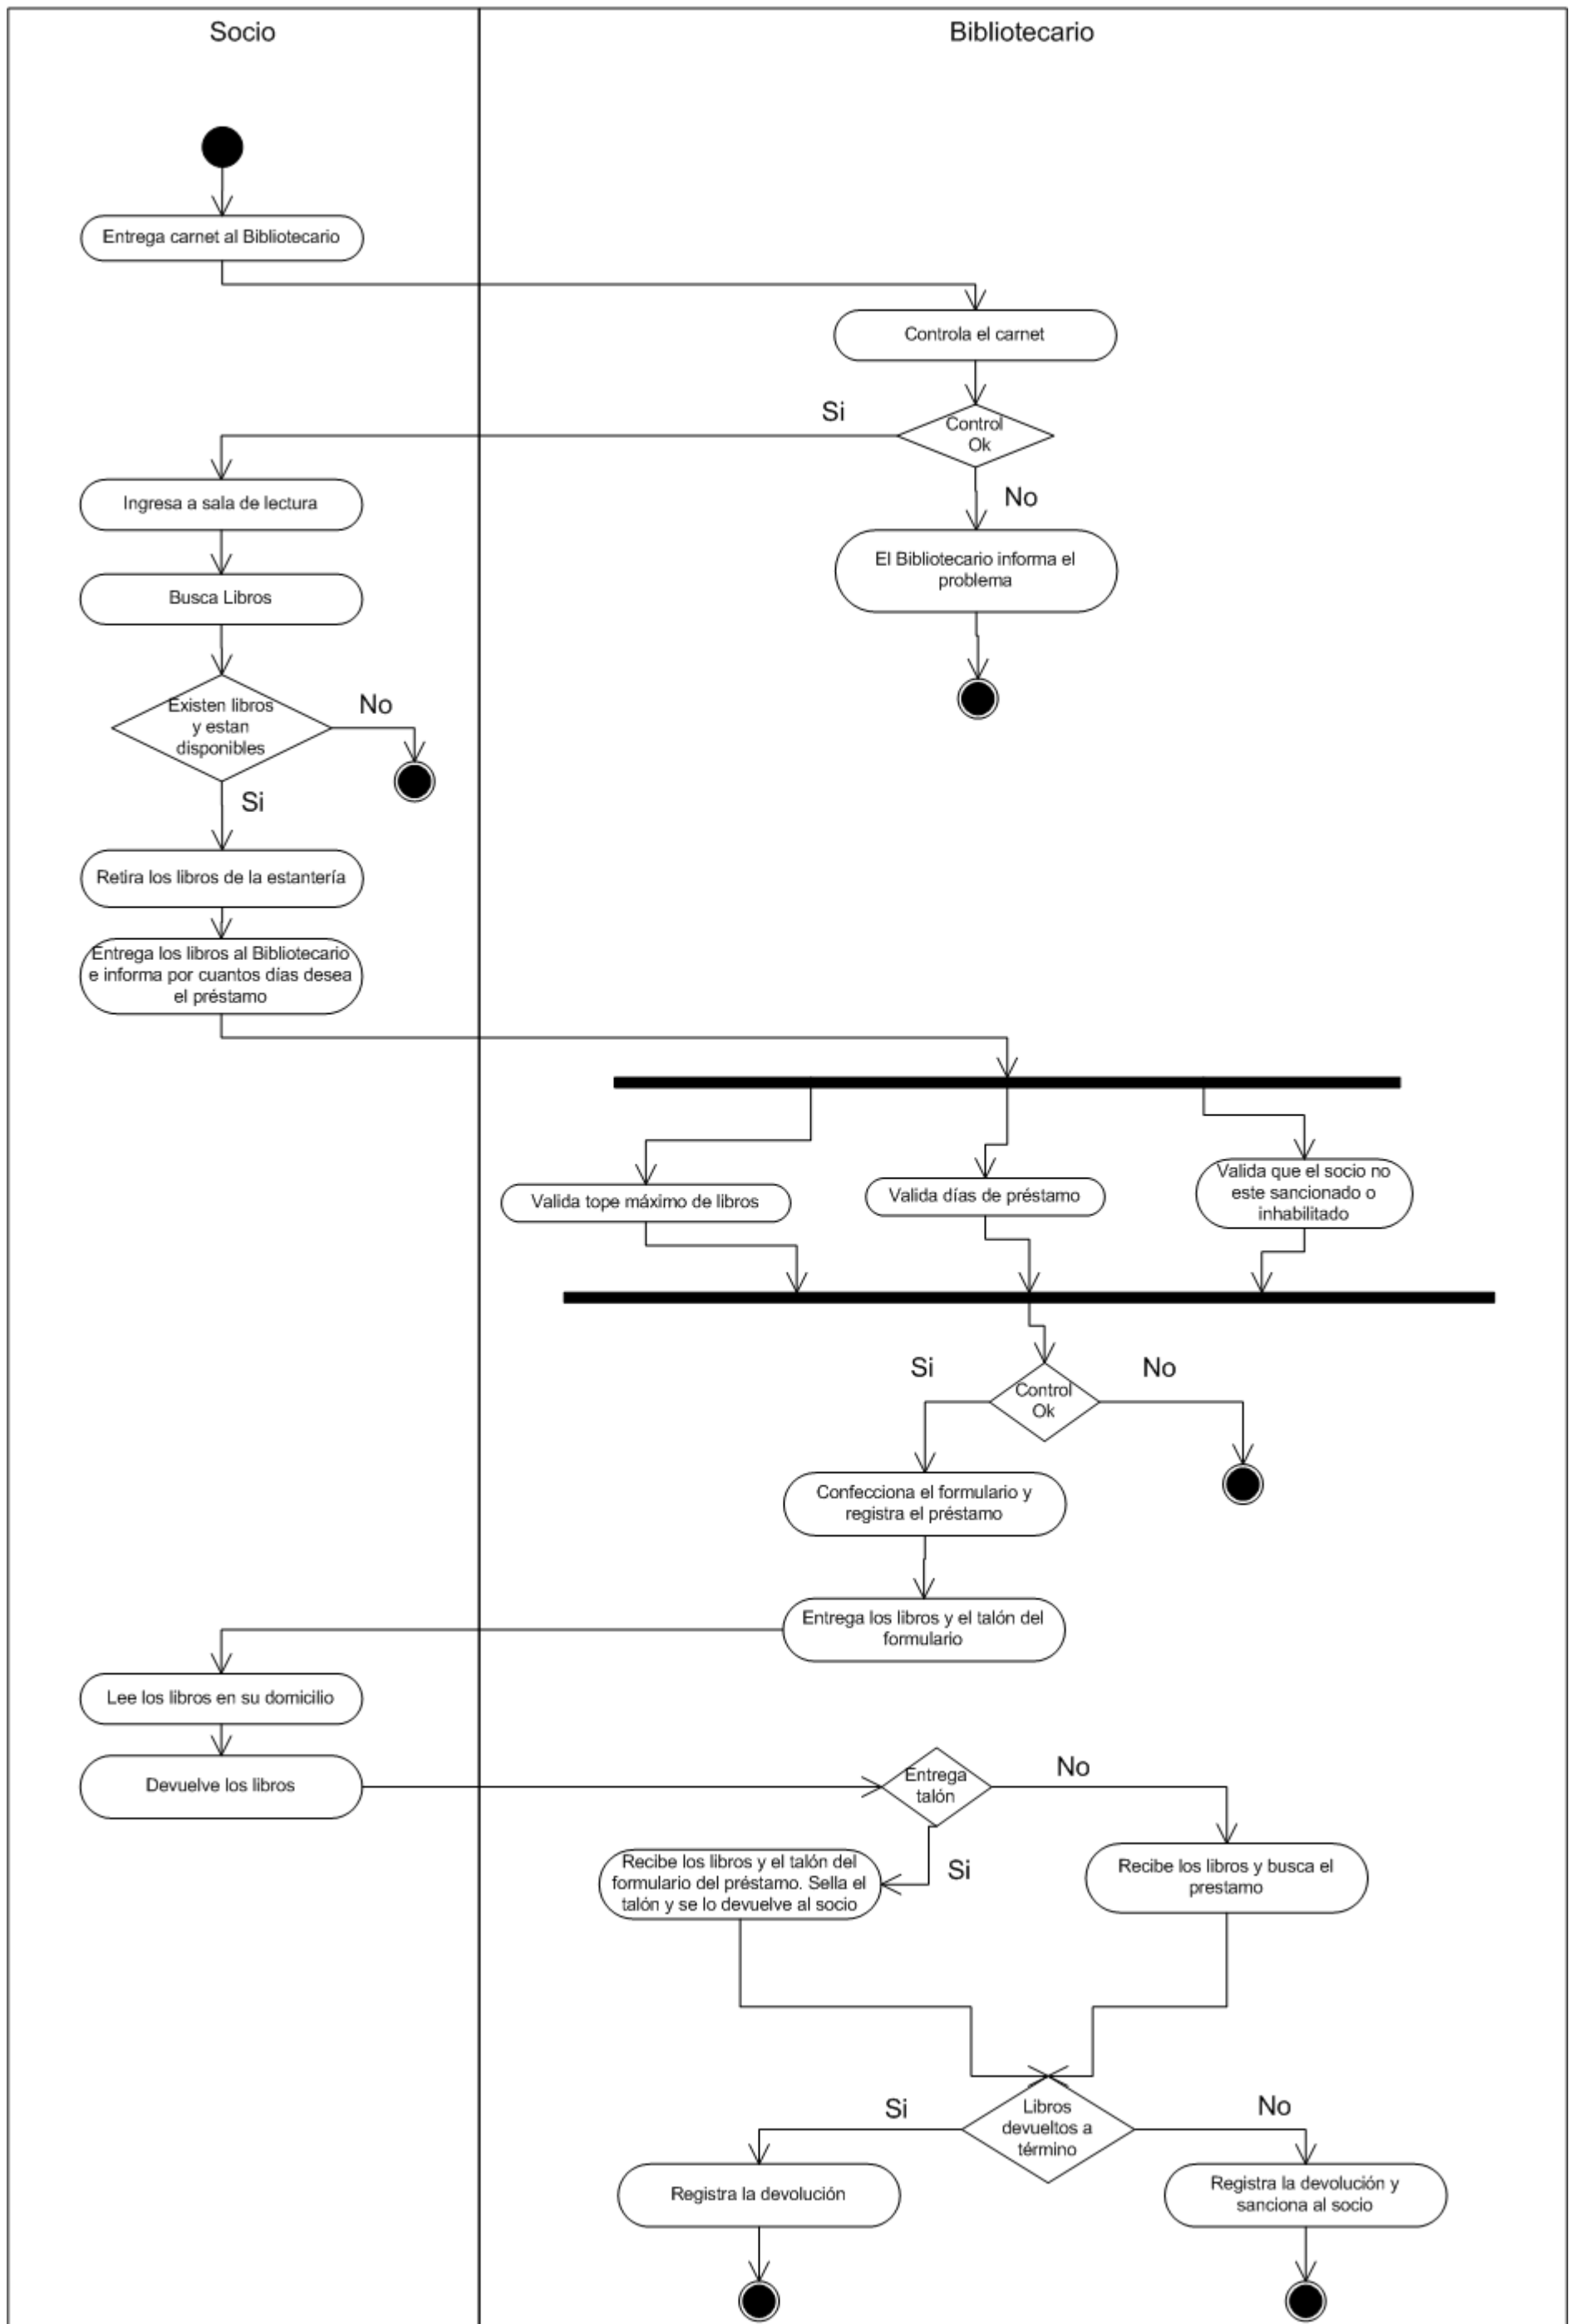 Socio
Bibliotecario
Entrega carnet al Bibliotecario
Controla el carnet
Control
Ok
Si
No
Ingresa a sala de lectura
El Bibliotecario informa el
problema
Busca Libros
Existen libros
y estan
disponibles
No
Si
Retira los libros de la estantería
Entrega los libros al Bibliotecario
e informa por cuantos días desea
el préstamo
Valida tope máximo de libros
Valida días de préstamo
Valida que el socio no
este sancionado o
inhabilitado
Control
Ok
Si
No
Confecciona el formulario y
registra el préstamo
Entrega los libros y el talón del
formulario
Lee los libros en su domicilio
Devuelve los libros
Entrega
talón
No
Si
Recibe los libros y el talón del
formulario del préstamo. Sella el
talón y se lo devuelve al socio
Recibe los libros y busca el
prestamo
Libros
devueltos a
término
Si
No
Registra la devolución
Registra la devolución y
sanciona al socio